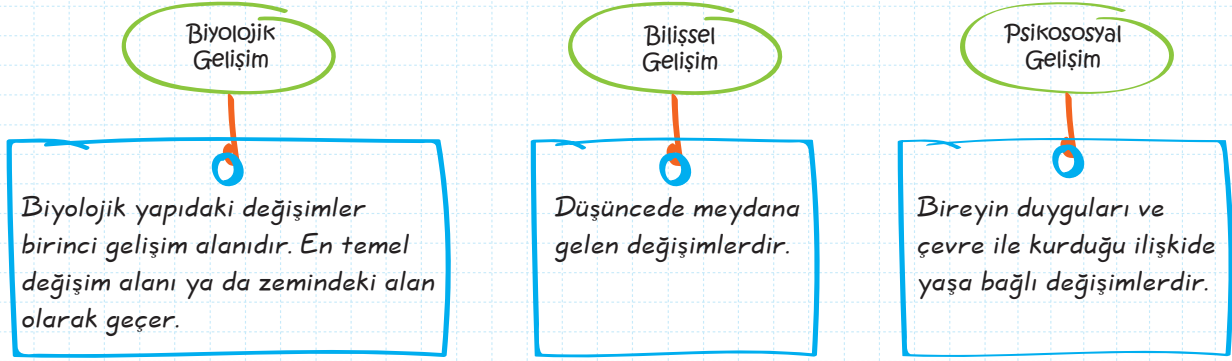 Biyolojik
Gelişim
Biyolojik yapıdaki değişimler
birinci gelişim alanıdır. En temel
değişim alanı ya da zemindeki alan
olarak geçer.
Bilişsel
Gelişim
Düşüncede meydana
gelen değişimlerdir.
Psikososyal
Gelişim
Bireyin duyguları ve
çevre ile kurduğu ilişkide
yaşa bağlı değişimlerdir.